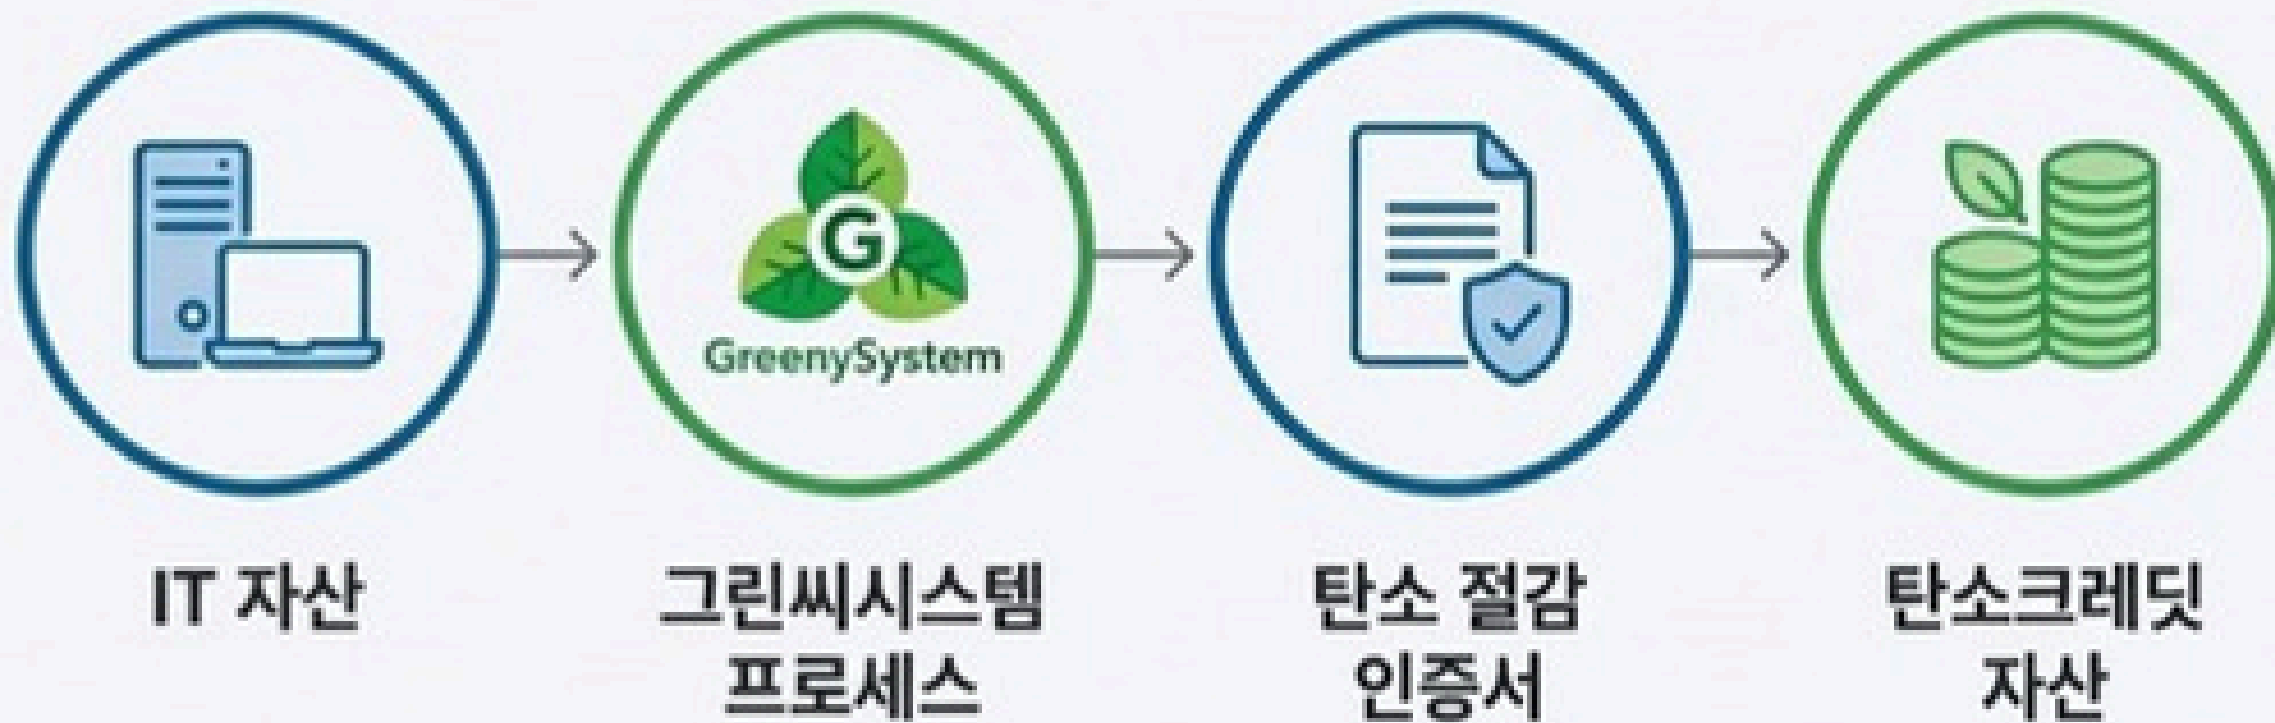 G
GreenySystem
IT 자산
그린씨시스템
프로세스
탄소 절감
인증서
탄소크레딧
자산